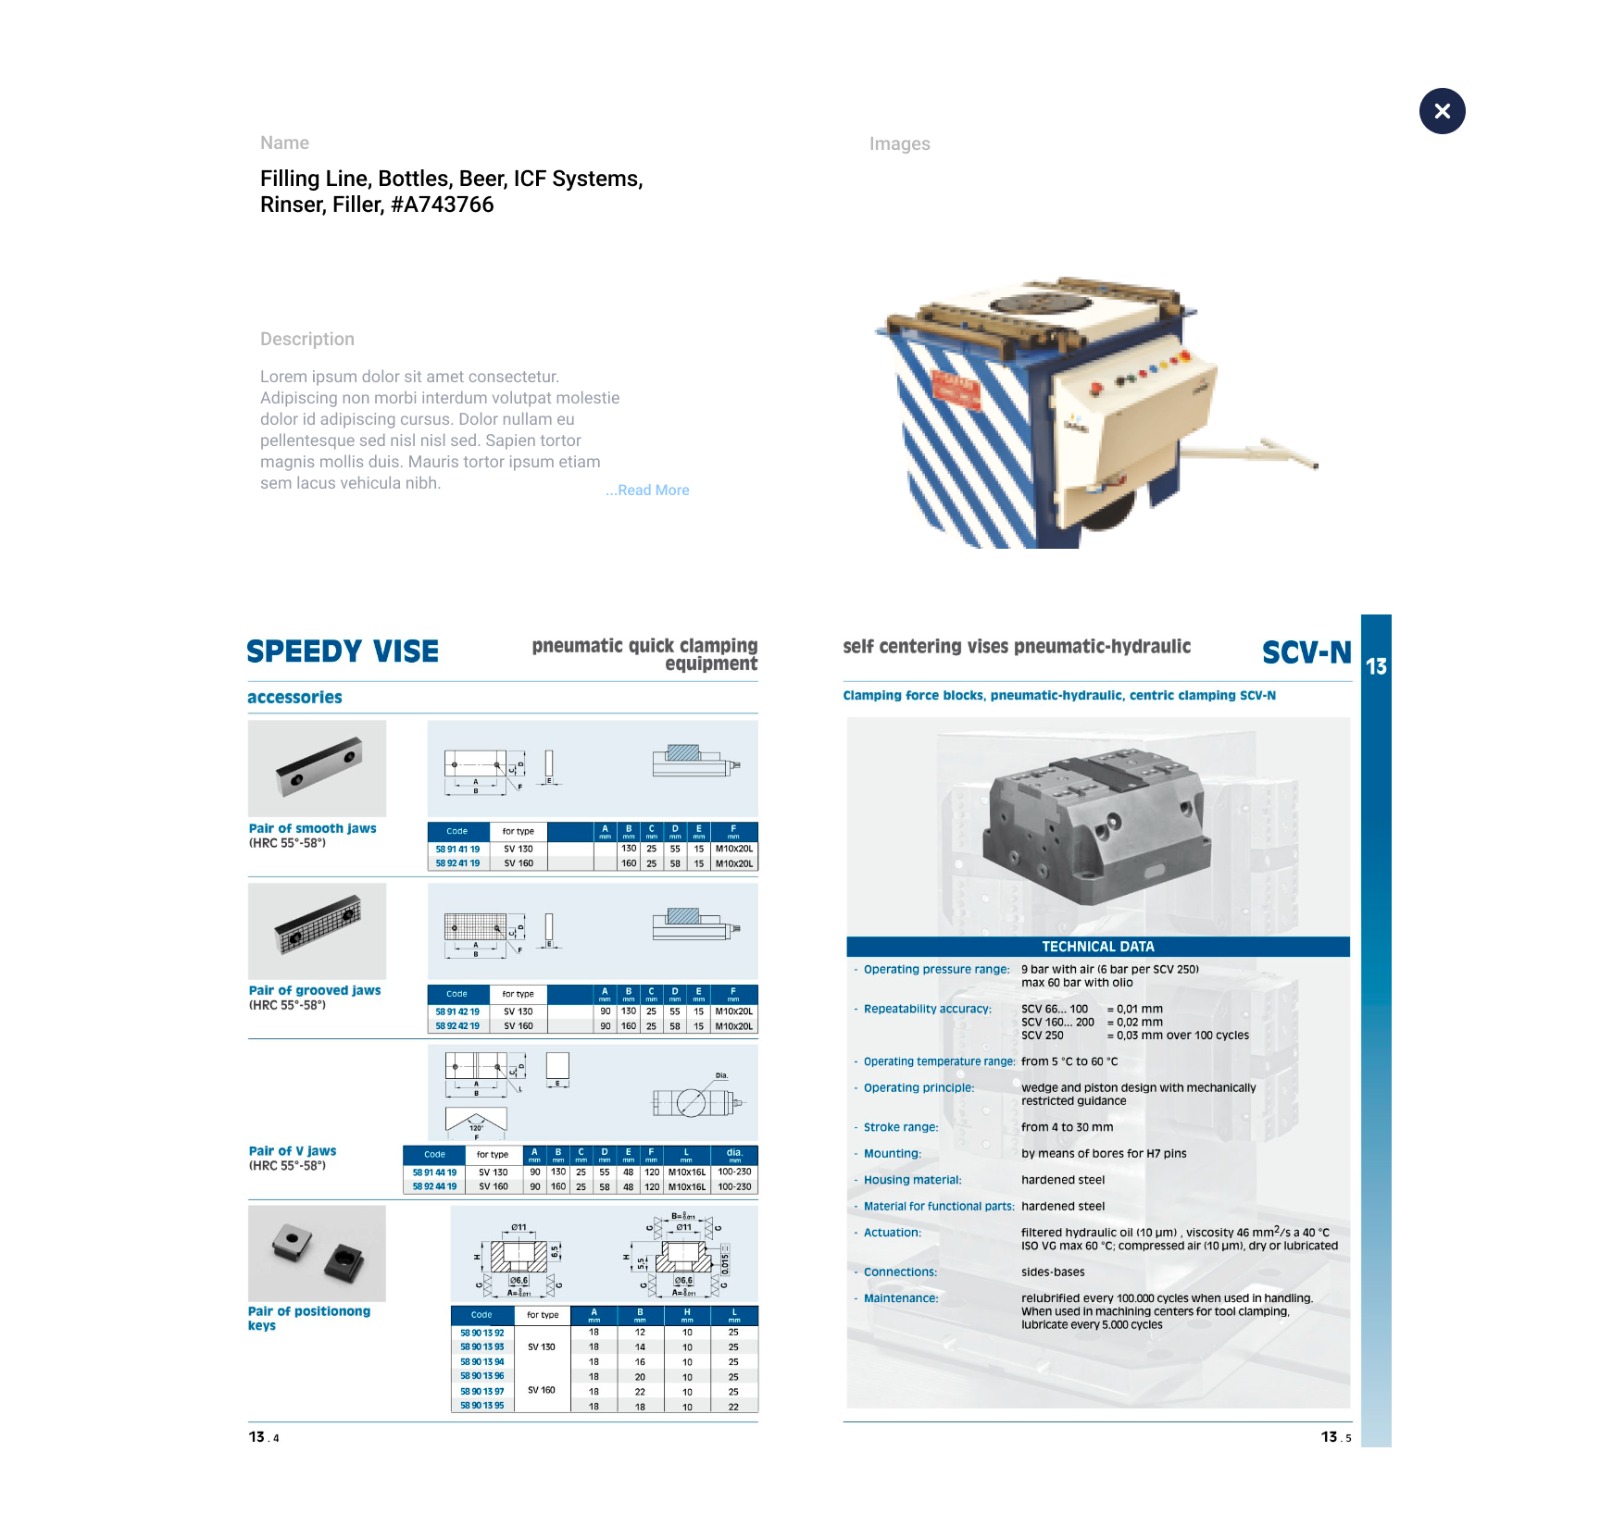 Name
Filling Line, Bottles, Beer, ICF Systems,
Rinser, Filler, #A743766
Images
Description
Lorem ipsum dolor sit amet consectetur.
Adipiscing non morbi interdum volutpat molestie
dolor id adipiscing cursus. Dolor nullam eu
pellentesque sed nisl nisl sed. Sapien tortor
magnis mollis duis. Mauris tortor ipsum etiam
sem lacus vehicula nibh.
...Read More
SPEEDY VISE
pneumatic quick clamping
equipment
accessories
A
B
C
D
E
F
Pair of smooth jaws
(HRC 55°-58°)
Code for type A mm B mm C mm D mm E mm F mm
58 91 41 19 SV 130 130 25 55 15 M10x20L
58 92 41 19 SV 160 160 25 58 15 M10x20L
A
B
C
D
E
F
Pair of grooved jaws
(HRC 55°-58°)
Code for type A mm B mm C mm D mm E mm F mm
58 91 42 19 SV 130 90 130 25 55 15 M10x20L
58 92 42 19 SV 160 90 160 25 58 15 M10x20L
A
B
C
D
E
L
Dia.
120°
F
Pair of V jaws
(HRC 55°-58°)
Code for type A mm B mm C mm D mm E mm F mm L mm dia. mm
58 91 44 19 SV 130 90 130 25 55 48 120 M10x16L 100-230
58 92 44 19 SV 160 90 160 25 58 48 120 M10x16L 100-230
Ø11
H
6,5
G
Ø6,6
G
Ø11
G
H
5,5
0.015
G
Ø6,6
G
Pair of positionong
keys
Code for type A mm B mm H mm L mm
58 90 13 92 18 12 10 25
58 90 13 93 SV 130 18 14 10 25
58 90 13 94 18 16 10 25
58 90 13 96 18 20 10 25
58 90 13 97 SV 160 18 22 10 25
58 90 13 95 18 18 10 22
13 . 4
self centering vises pneumatic-hydraulic
SCV-N
13
Clamping force blocks, pneumatic-hydraulic, centric clamping SCV-N
TECHNICAL DATA
- Operating pressure range: 9 bar with air (6 bar per SCV 250)
max 60 bar with olio
- Repeatability accuracy: SCV 66... 100 = 0,01 mm
SCV 160... 200 = 0,02 mm
SCV 250 = 0,03 mm over 100 cycles
- Operating temperature range: from 5 °C to 60 °C
- Operating principle: wedge and piston design with mechanically
restricted guidance
- Stroke range: from 4 to 30 mm
- Mounting: by means of bores for H7 pins
- Housing material: hardened steel
- Material for functional parts: hardened steel
- Actuation: filtered hydraulic oil (10 µm) , viscosity 46 mm²/s a 40 °C
ISO VG max 60 °C; compressed air (10 µm), dry or lubricated
- Connections: sides-bases
- Maintenance: relubrified every 100.000 cycles when used in handling.
When used in machining centers for tool clamping,
lubricate every 5.000 cycles
13 . 5